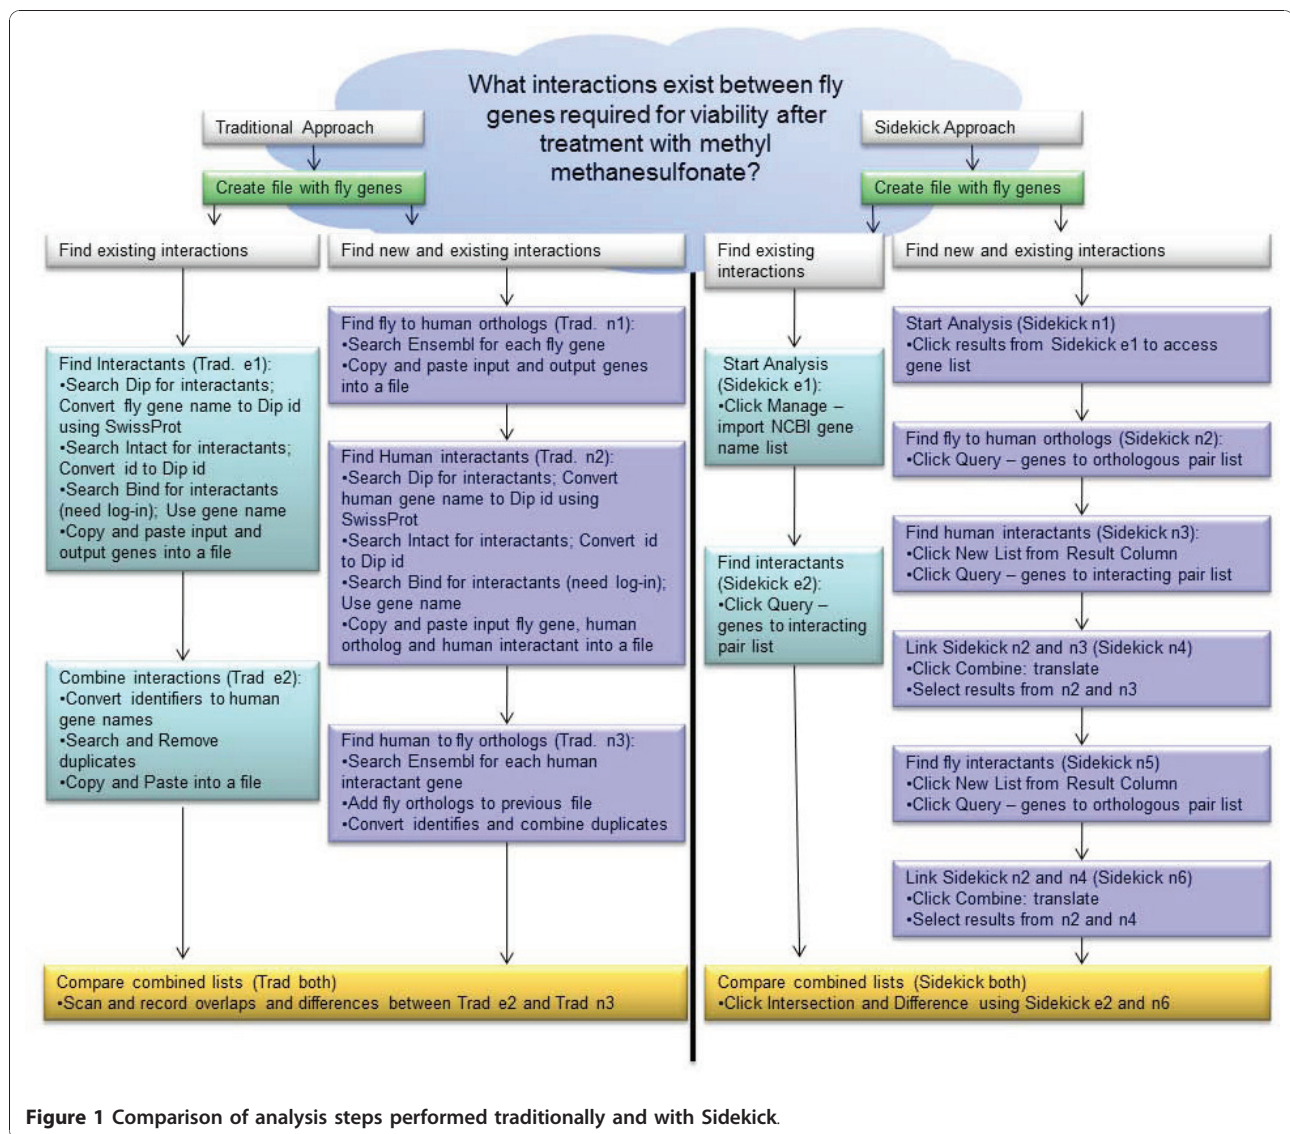 What interactions exist between fly
genes required for viability after
treatment with methyl
methanesulfonate?
Traditional Approach
Create file with fly genes
Find existing interactions
Find Interactants (Trad. e1):
•Search Dip for interactants;
Convert fly gene name to Dip id
using SwissProt
•Search Intact for interactants;
Convert id to Dip id
•Search Bind for interactants
(need log-in); Use gene name
•Copy and paste input and
output genes into a file
Combine interactions (Trad e2):
•Convert identifiers to human
gene names
•Search and Remove
duplicates
•Copy and Paste into a file
Find new and existing interactions
Find fly to human orthologs (Trad. n1):
•Search Ensembl for each fly gene
•Copy and paste input and output genes
into a file
Find Human interactants (Trad. n2):
•Search Dip for interactants; Convert
human gene name to Dip id using
SwissProt
•Search Intact for interactants; Convert id
to Dip id
•Search Bind for interactants (need log-in);
Use gene name
•Copy and paste input fly gene, human
ortholog and human interactant into a file
Find human to fly orthologs (Trad. n3):
•Search Ensembl for each human
interactant gene
•Add fly orthologs to previous file
•Convert identifies and combine duplicates
Compare combined lists (Trad both)
•Scan and record overlaps and differences between Trad e2 and Trad n3
Sidekick Approach
Create file with fly genes
Find existing
interactions
Start Analysis
(Sidekick e1):
•Click Manage –
import NCBI gene
name list
Find interactants
(Sidekick e2):
•Click Query –
genes to interacting
pair list
Find new and existing interactions
Start Analysis (Sidekick n1)
•Click results from Sidekick e1 to access
gene list
Find fly to human orthologs (Sidekick n2):
•Click Query – genes to orthologous pair list
Find human interactants (Sidekick n3):
•Click New List from Result Column
•Click Query – genes to interacting pair list
Link Sidekick n2 and n3 (Sidekick n4)
•Click Combine: translate
•Select results from n2 and n3
Find fly interactants (Sidekick n5)
•Click New List from Result Column
•Click Query – genes to orthologous pair list
Link Sidekick n2 and n4 (Sidekick n6)
•Click Combine: translate
•Select results from n2 and n4
Compare combined lists (Sidekick both)
•Click Intersection and Difference using Sidekick e2 and n6
Figure 1 Comparison of analysis steps performed traditionally and with Sidekick.